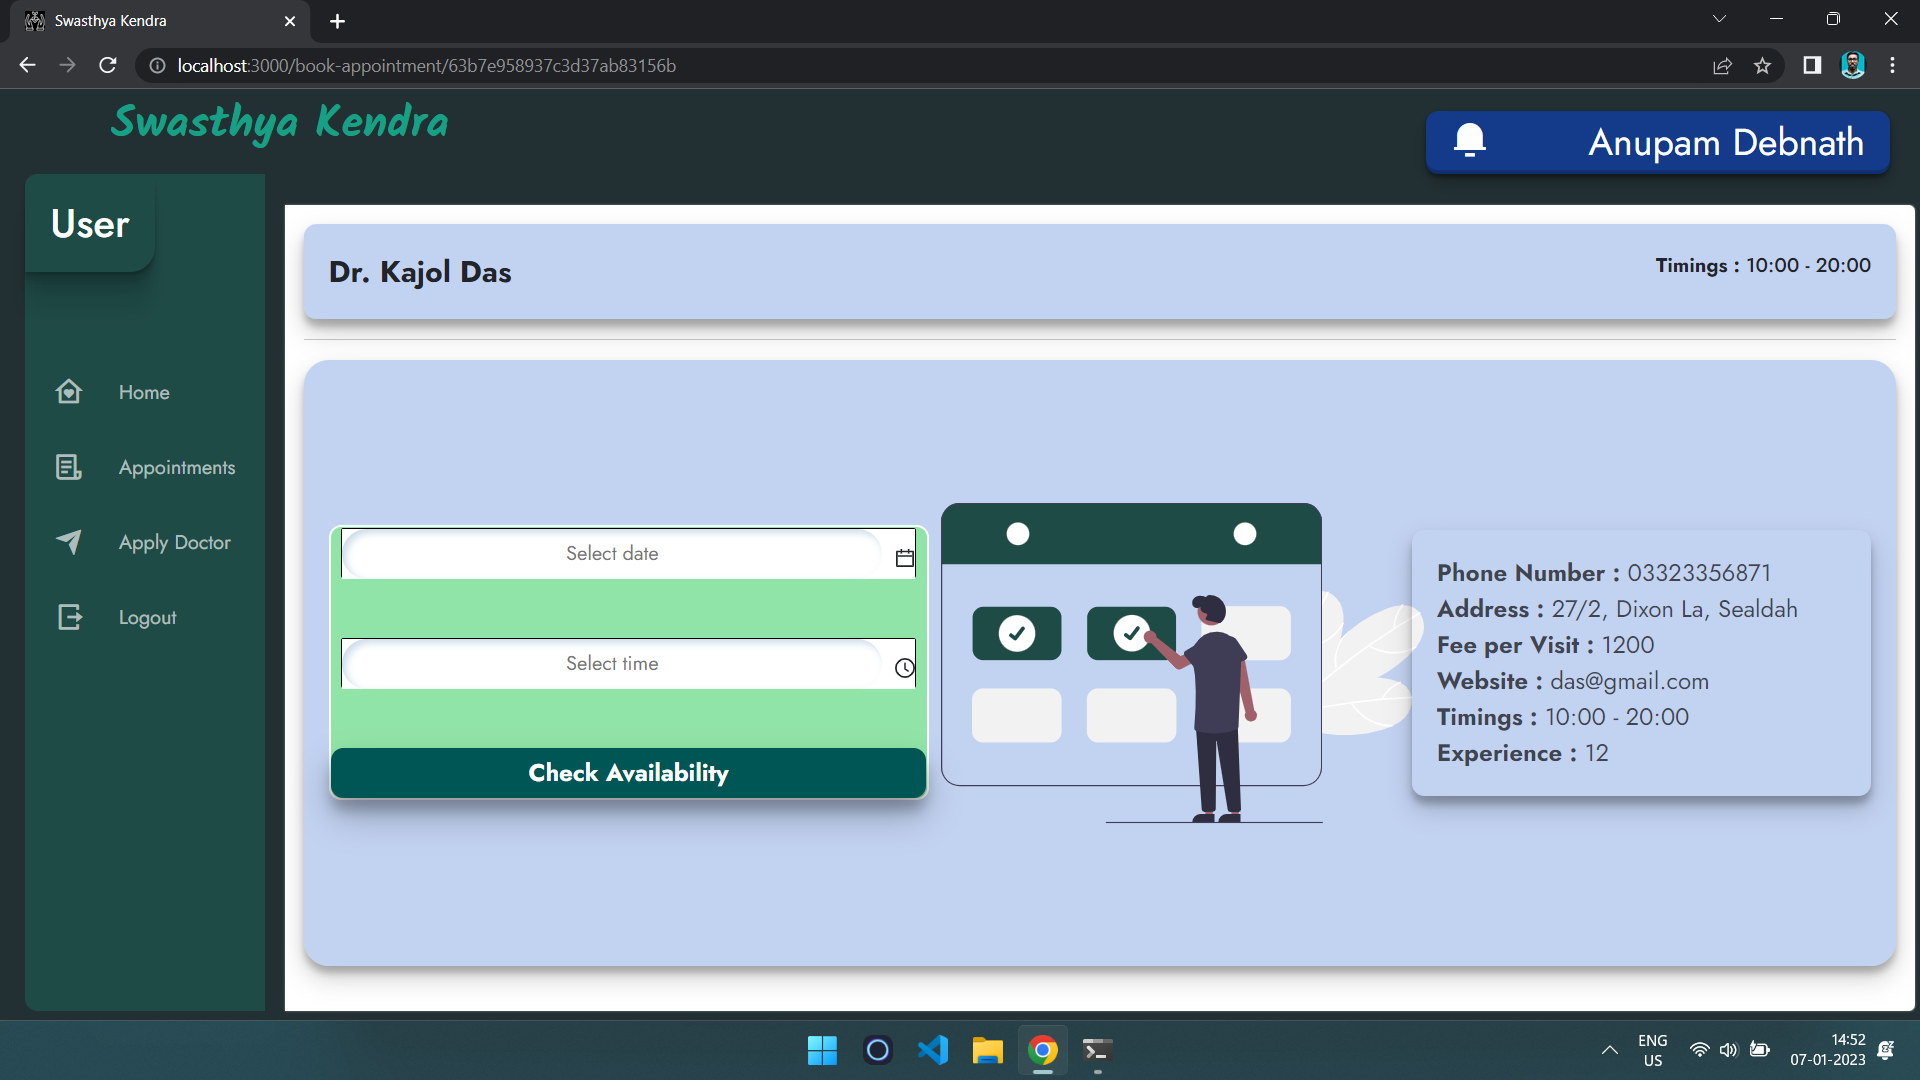 Swasthya Kendra
localhost:3000/book-appointment/63b7e958937c3d37ab83156b
Swasthya Kendra
Anupam Debnath
User
Home
Appointments
Apply Doctor
Logout
Dr. Kajol Das
Timings : 10:00 - 20:00
Select date
Select time
Check Availability
Phone Number : 03323356871
Address : 27/2, Dixon La, Sealdah
Fee per Visit : 1200
Website : das@gmail.com
Timings : 10:00 - 20:00
Experience : 12
ENG
US
14:52
07-01-2023